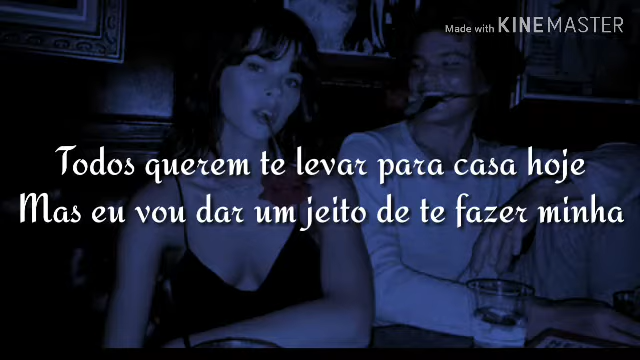 Made with KINEMASTER
Todos querem te levar para casa hoje
Mas eu vou dar um jeito de te fazer minha